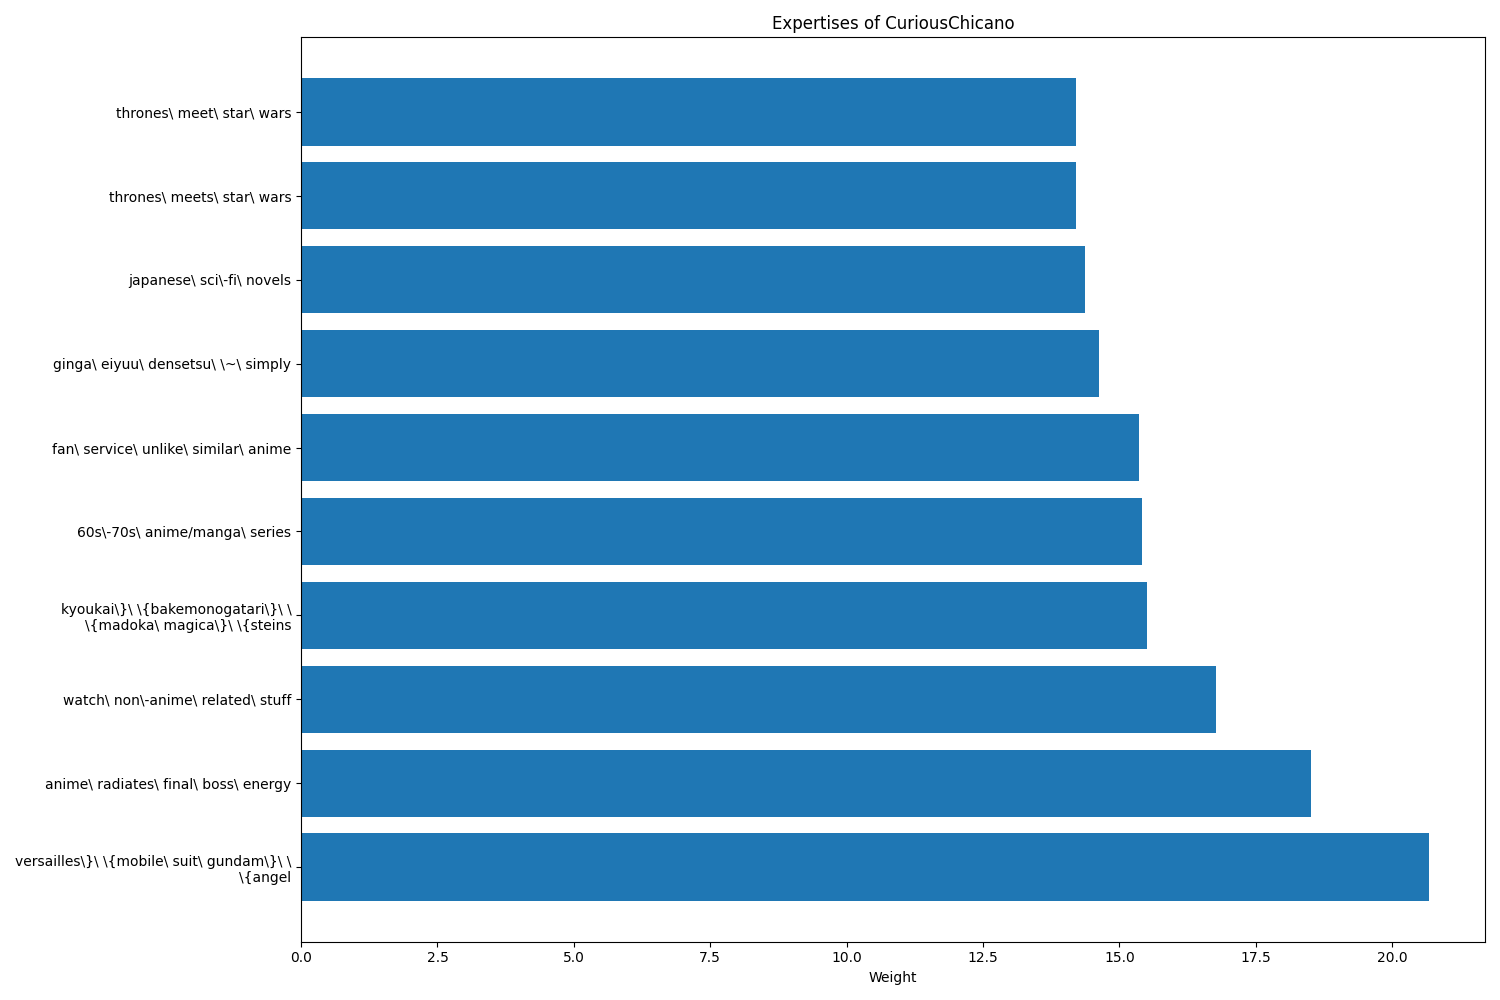 Expertises of CuriousChicano
thrones\ meet\ star\ wars
thrones\ meets\ star\ wars
japanese\ sci\-fi\ novels
ginga\ eiyuu\ densetsu\ \~\ simply
fan\ service\ unlike\ similar\ anime
60s\-70s\ anime/manga\ series
kyoukai\}\ \{bakemonogatari\}\ \
\{madoka\ magica\}\ \{steins
watch\ non\-anime\ related\ stuff
anime\ radiates\ final\ boss\ energy
versailles\}\ \{mobile\ suit\ gundam\}\ \
\{angel
0.0 2.5 5.0 7.5 10.0 12.5 15.0 17.5 20.0
Weight